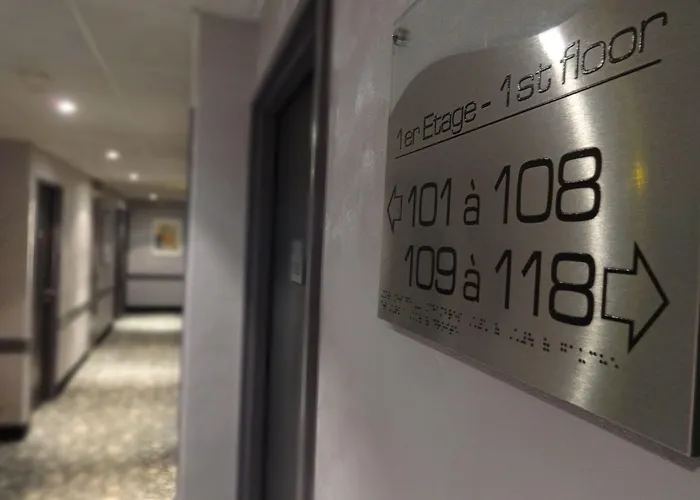 1er Etage - 1st floor
101 à 108
109 à 118